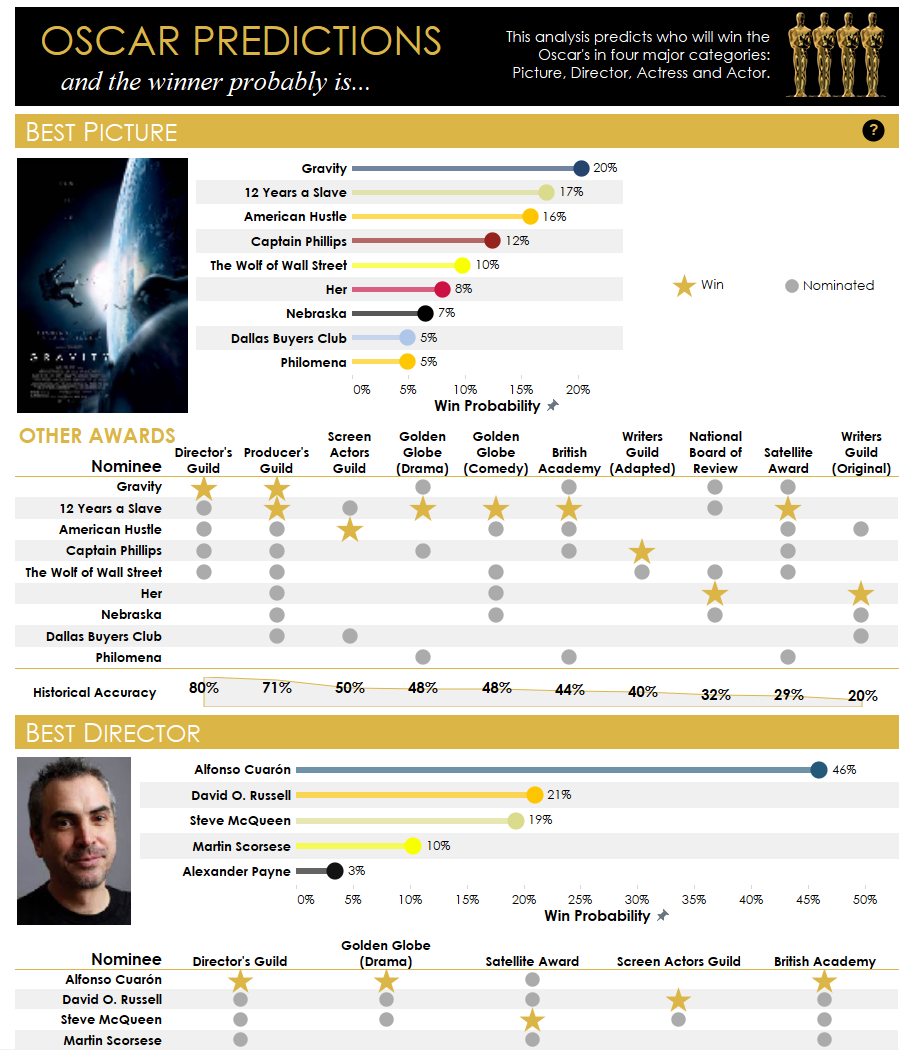 OSCAR PREDICTIONS
and the winner probably is...
This analysis predicts who will win the
Oscar's in four major categories:
Picture, Director, Actress and Actor.
BEST PICTURE
?
GRAVITY
Gravity 20%
12 Years a Slave 17%
American Hustle 16%
Captain Phillips 12%
The Wolf of Wall Street 10%
Her 8%
Nebraska 7%
Dallas Buyers Club 5%
Philomena 5%
0% 5% 10% 15% 20%
Win Probability
Win
Nominated
OTHER AWARDS
Nominee
Director's
Guild
Producer's
Guild
Screen
Actors
Guild
Golden
Globe
(Drama)
Golden
Globe
(Comedy)
British
Academy
Writers
Guild
(Adapted)
National
Board of
Review
Satellite
Award
Writers
Guild
(Original)
Gravity
12 Years a Slave
American Hustle
Captain Phillips
The Wolf of Wall Street
Her
Nebraska
Dallas Buyers Club
Philomena
Historical Accuracy 80% 71% 50% 48% 48% 44% 40% 32% 29% 20%
BEST DIRECTOR
Alfonso Cuarón 46%
David O. Russell 21%
Steve McQueen 19%
Martin Scorsese 10%
Alexander Payne 3%
0% 5% 10% 15% 20% 25% 30% 35% 40% 45% 50%
Win Probability
Nominee
Director's Guild
Golden Globe
(Drama)
Satellite Award
Screen Actors Guild
British Academy
Alfonso Cuarón
David O. Russell
Steve McQueen
Martin Scorsese